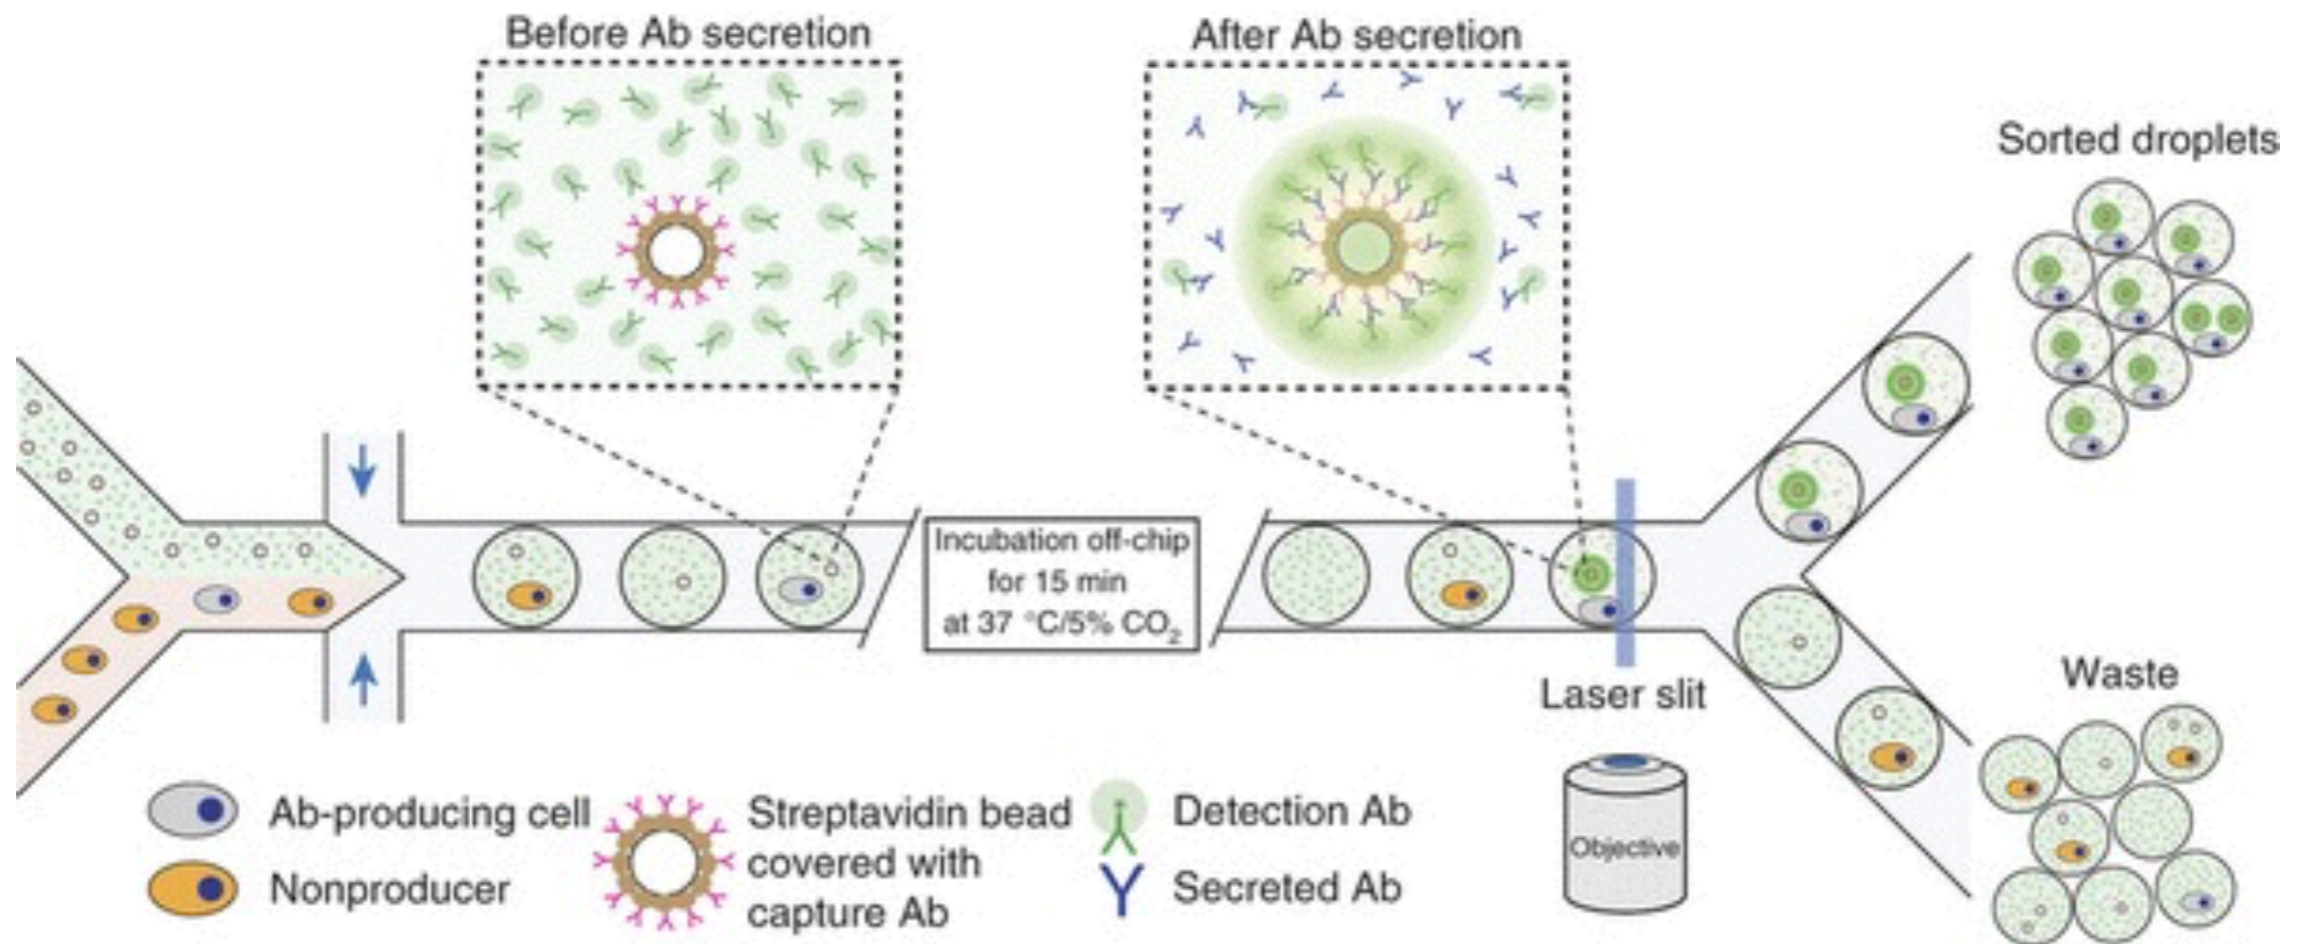 Before Ab secretion
After Ab secretion
Sorted droplets
Incubation off-chip
for 15 min
at 37 °C/5% CO₂
Laser slit
Waste
Ab-producing cell
Nonproducer
Streptavidin bead
covered with
capture Ab
Detection Ab
Secreted Ab
Objective